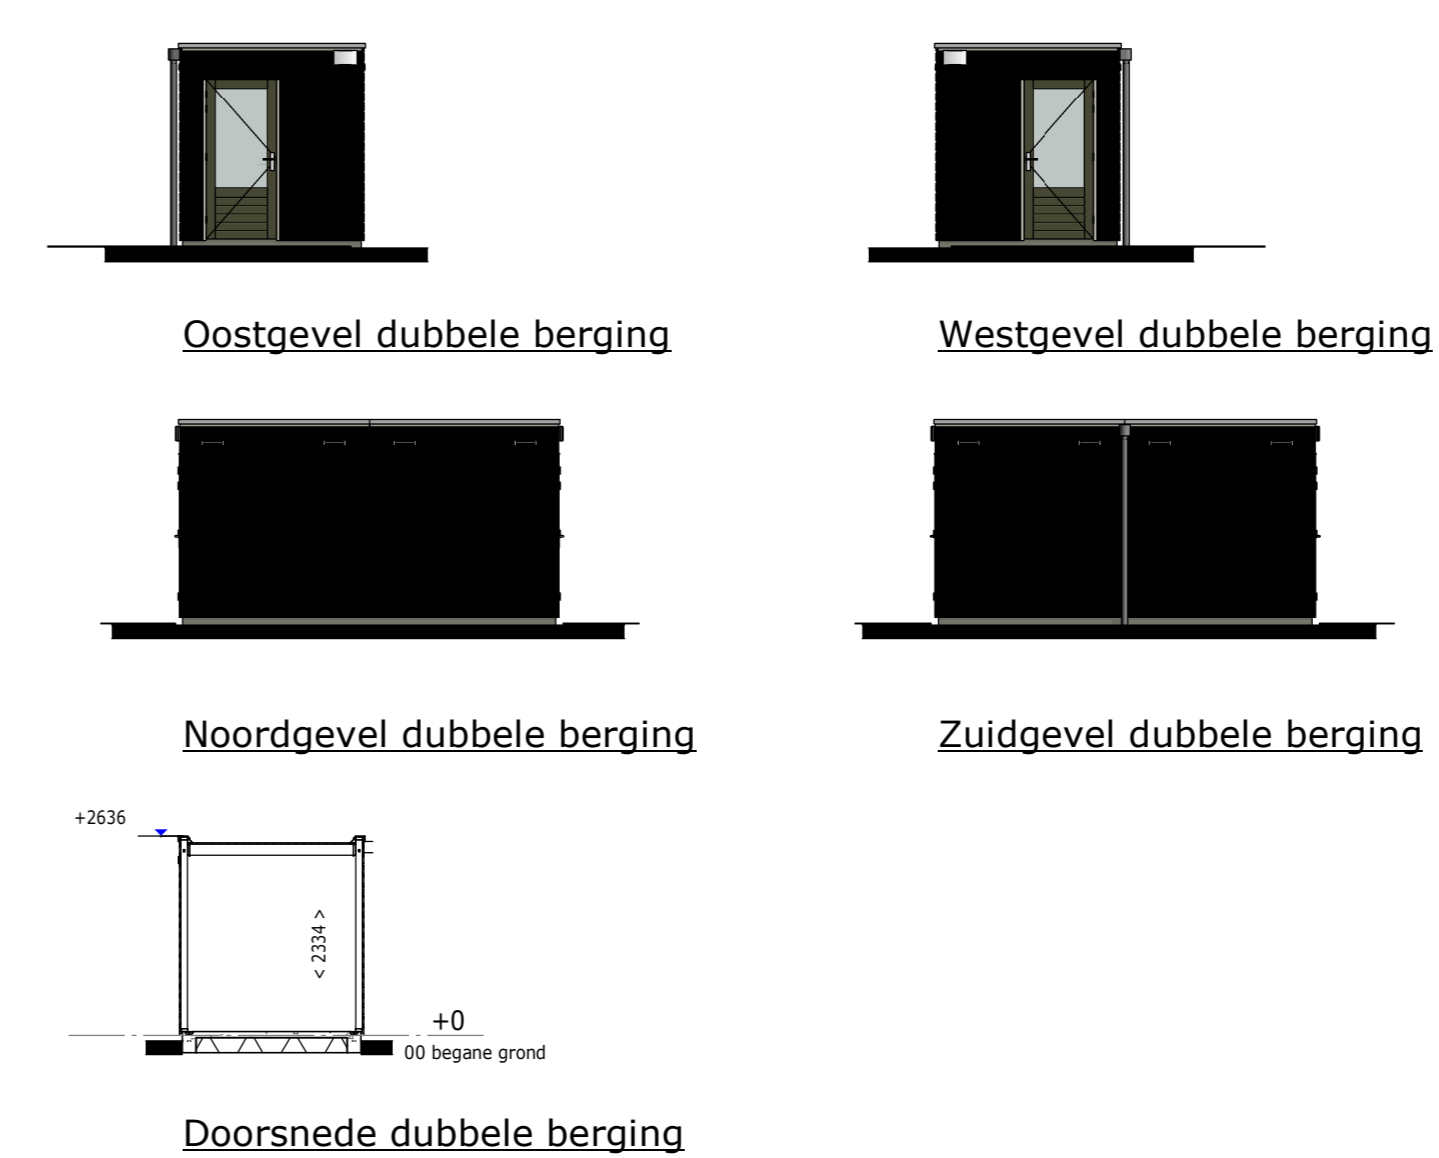 Oostgevel dubbele berging
Westgevel dubbele berging
Noordgevel dubbele berging
Zuidgevel dubbele berging
+2636
< 2334 >
+0
00 begane grond
Doorsnede dubbele berging